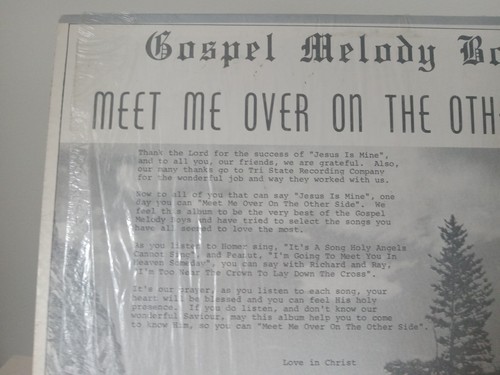 Gospel Melody Bo
MEET ME OVER ON THE OTH
Thank the Lord for the success of "Jesus Is Mine",
and to all you, our friends, we are grateful. Also,
our many thanks go to Tri State Recording Company
for the wonderful job and way they worked with us.
Now to all of you that can say "Jesus Is Mine", one
day you can "Meet Me Over On The Other Side". We
feel this album to be the very best of the Gospel
Melody Boys and have tried to select the songs you
have all seemed to love the most.
As you listen to Homer sing, "It's A Song Holy Angels
Cannot Sing", and Peanut, "I'm Going To Meet You In
Heaven Someday", you can say with Richard and Ray,
"I'm Too Near The Crown To Lay Down The Cross".
It's our prayer, as you listen to each song, your
heart will be blessed and you can feel His holy
presence. If you do listen, and don't know our
wonderful Saviour, may this album help you to come
to know Him, so you can "Meet Me Over On The Other Side".
Love in Christ